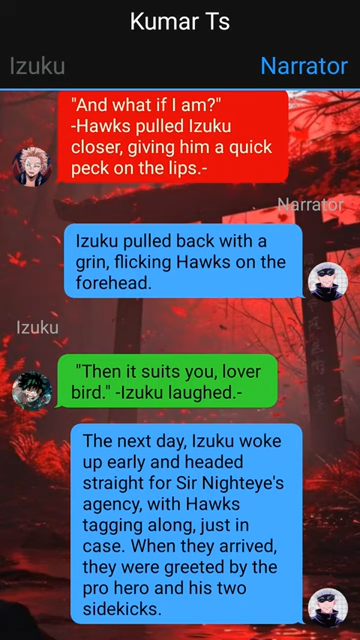 Kumar Ts
Izuku
Narrator
"And what if I am?"
-Hawks pulled Izuku
closer, giving him a quick
peck on the lips.-
Narrator
Izuku pulled back with a
grin, flicking Hawks on the
forehead.
Izuku
"Then it suits you, lover
bird." -Izuku laughed.-
The next day, Izuku woke
up early and headed
straight for Sir Nighteye's
agency, with Hawks
tagging along, just in
case. When they arrived,
they were greeted by the
pro hero and his two
sidekicks.